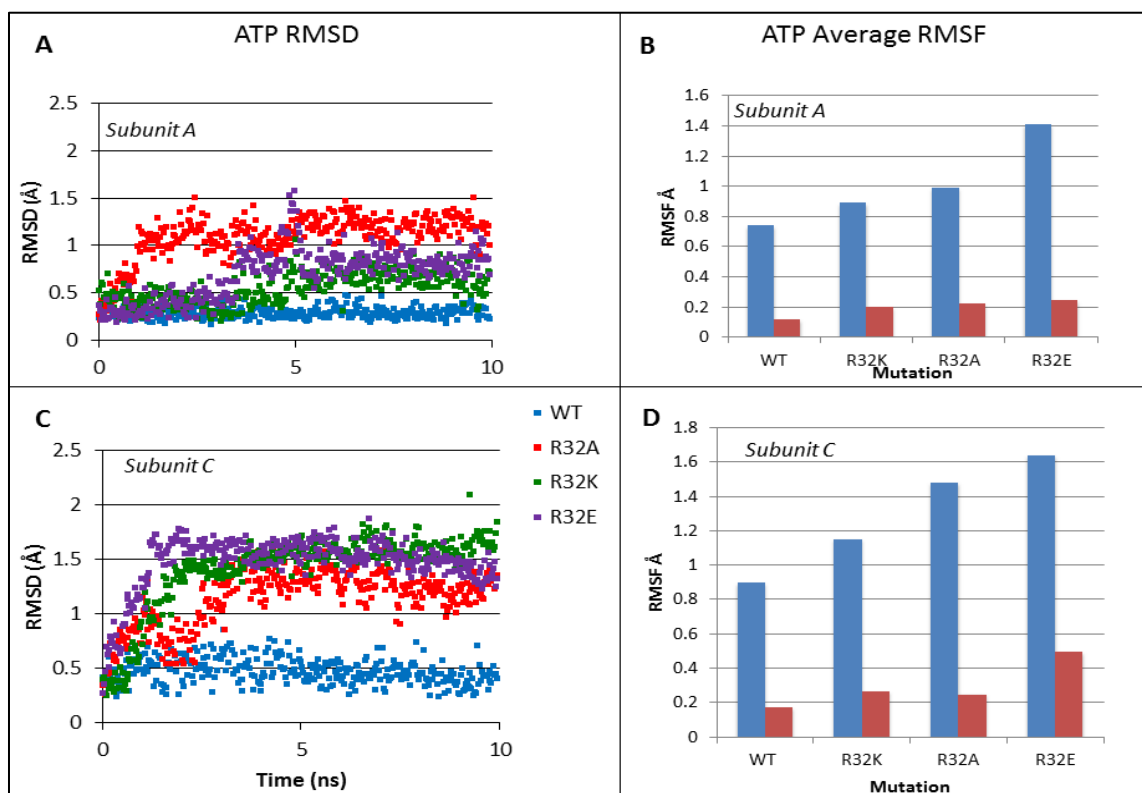 A
ATP RMSD
2.5
2
1.5
1
0.5
0
RMSD (Å)
Subunit A
0
5
10
B
ATP Average RMSF
1.6
1.4
1.2
1
0.8
0.6
0.4
0.2
0
RMSF Å
Subunit A
WT
R32K
R32A
R32E
Mutation
C
2.5
2
1.5
1
0.5
0
RMSD (Å)
Subunit C
0
5
10
Time (ns)
WT
R32A
R32K
R32E
D
1.8
1.6
1.4
1.2
1
0.8
0.6
0.4
0.2
0
RMSF Å
Subunit C
WT
R32K
R32A
R32E
Mutation